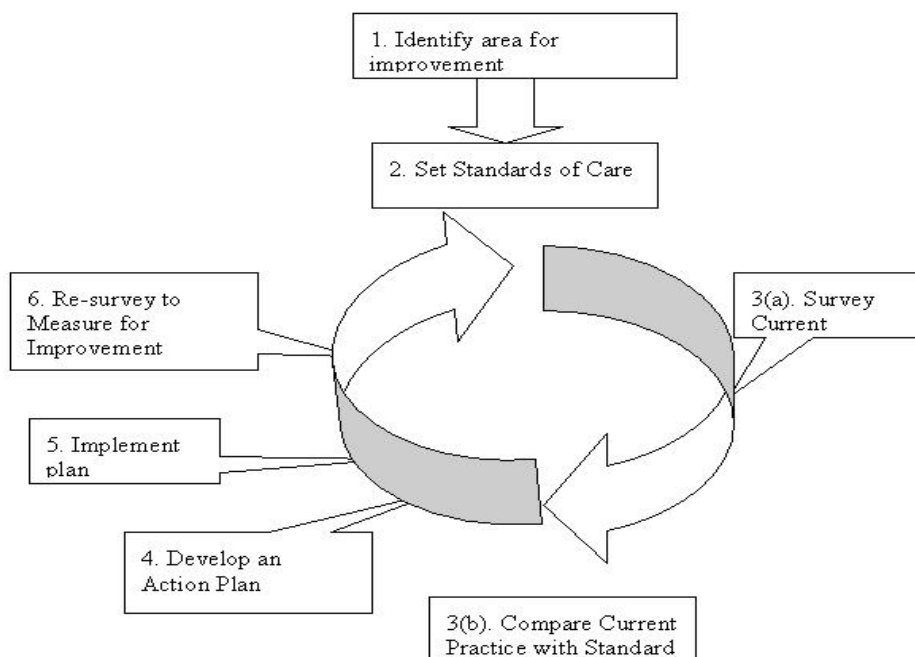 1. Identify area for
improvement
2. Set Standards of Care
3(a). Survey
Current
3(b). Compare Current
Practice with Standard
4. Develop an
Action Plan
5. Implement
plan
6. Re-survey to
Measure for
Improvement